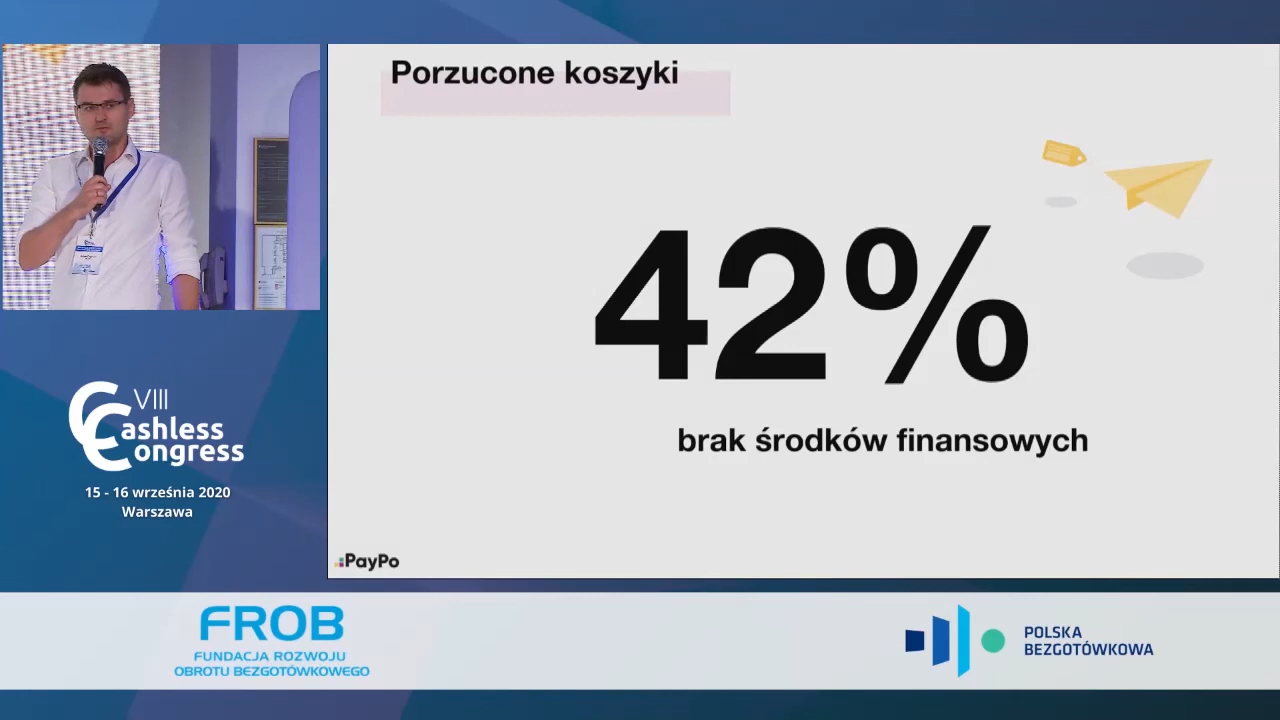 Porzucone koszyki
42%
brak środków finansowych
PayPo
VIII
Cashless
Congress
15 - 16 września 2020
Warszawa
FROB
FUNDACJA ROZWOJU
OBROTU BEZGOTÓWKOWEGO
POLSKA
BEZGOTÓWKOWA